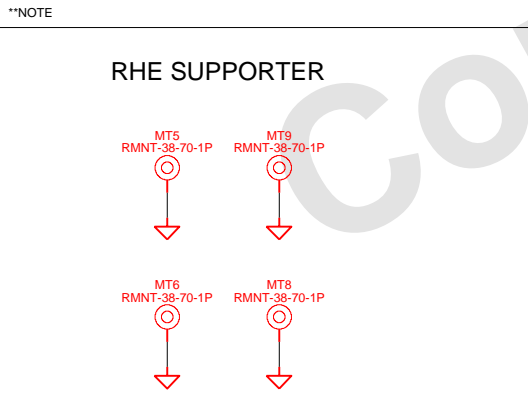 **NOTE
RHE SUPPORTER
MT5
RMNT-38-70-1P
MT9
RMNT-38-70-1P
MT6
RMNT-38-70-1P
MT8
RMNT-38-70-1P
Co